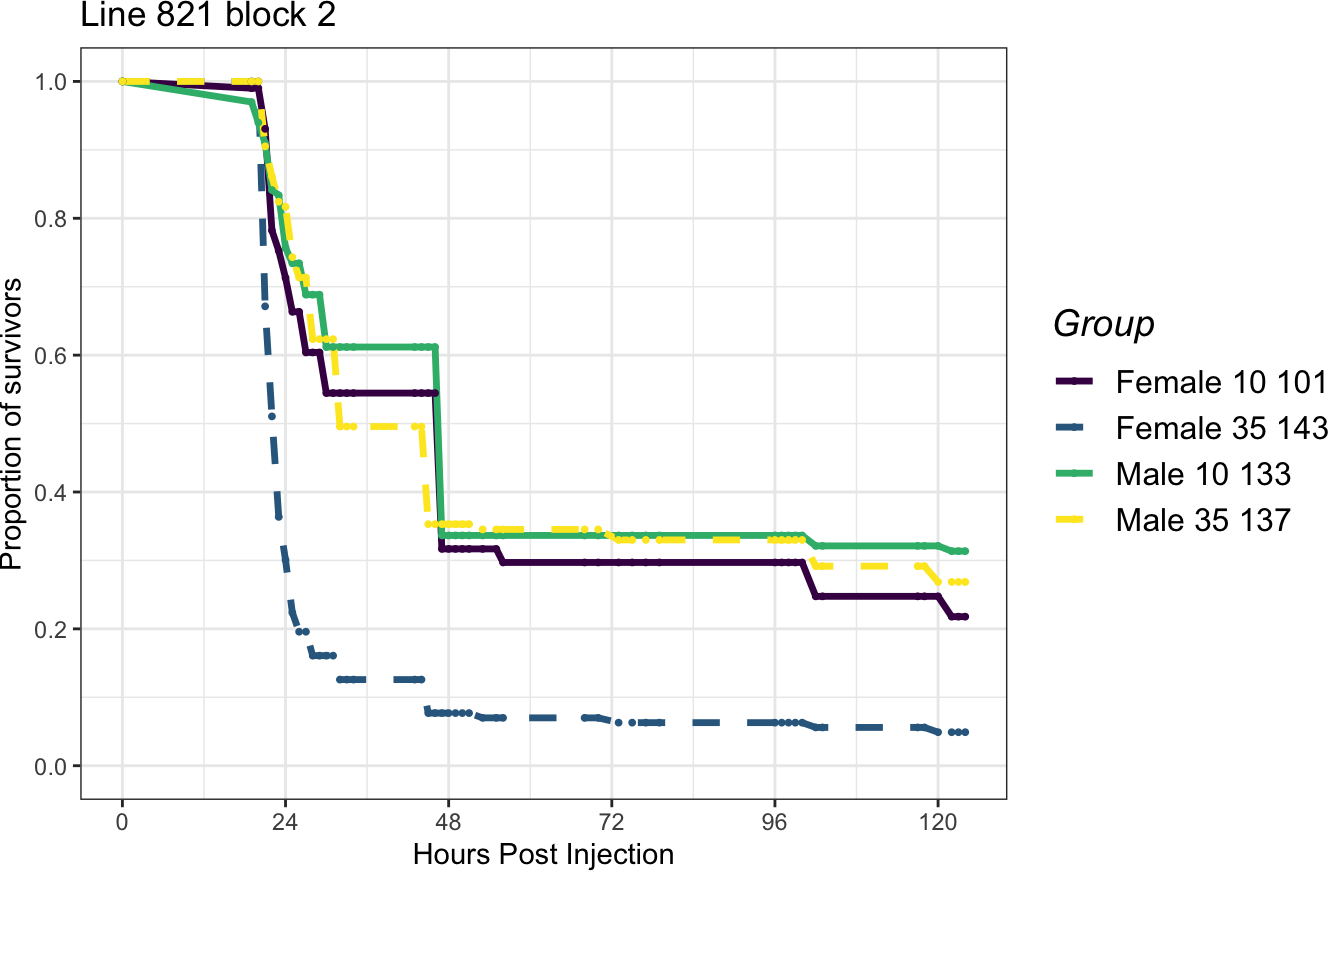 Line 821 block 2
Proportion of survivors
1.0
0.8
0.6
0.4
0.2
0.0
0 24 48 72 96 120
Hours Post Injection
Group
Female 10 101
Female 35 143
Male 10 133
Male 35 137